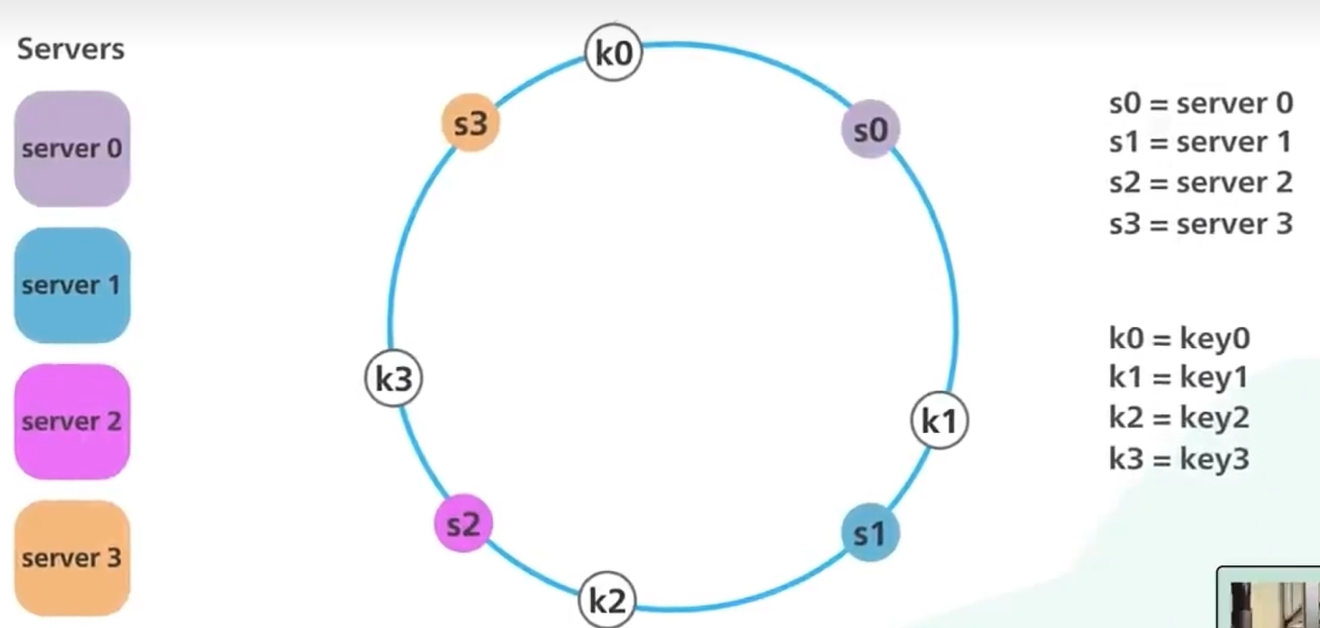 Servers
server 0
server 1
server 2
server 3
k0
s0
k1
s1
k2
s2
k3
s3
s0 = server 0
s1 = server 1
s2 = server 2
s3 = server 3
k0 = key0
k1 = key1
k2 = key2
k3 = key3